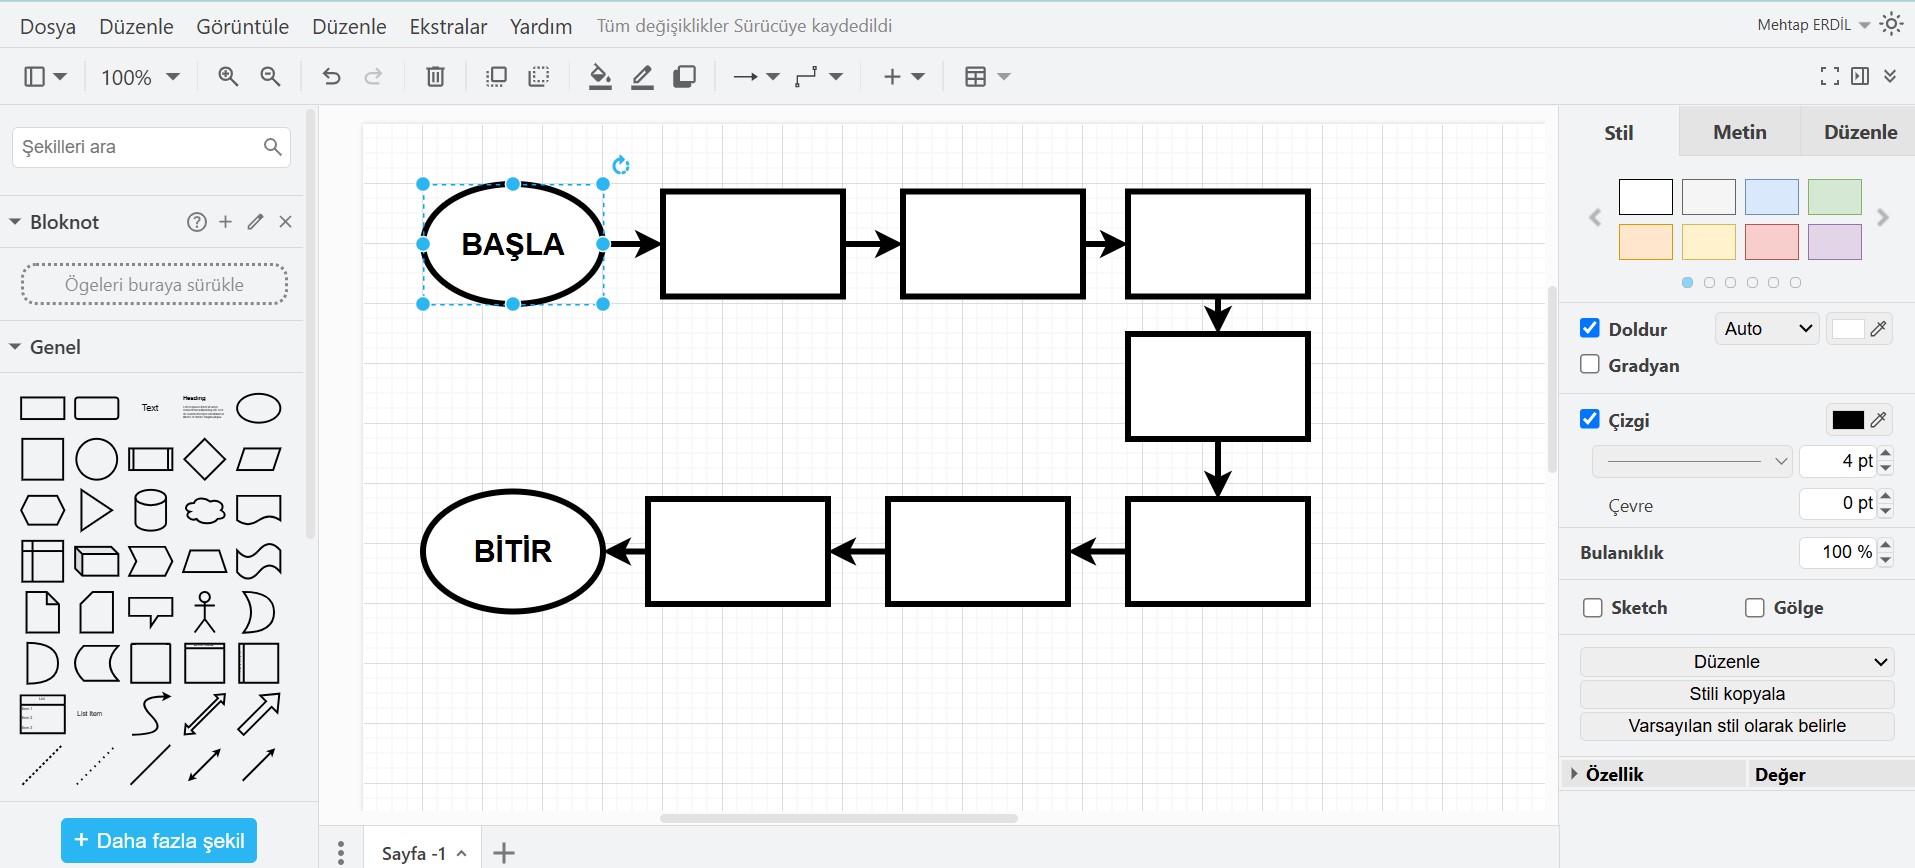 Dosya Düzenle Görüntüle Düzenle Ekstralar Yardım Tüm değişiklikler Sürücüye kaydedildi
Mehtap ERDİL
100%
Şekilleri ara
Bloknot
Ögeleri buraya sürükle
Genel
Text
Heading
List Item
+ Daha fazla şekil
BAŞLA
BİTİR
Sayfa -1
Stil Metin Düzenle
Doldur Auto
Gradyan
Çizgi
4 pt
Çevre 0 pt
Bulanıklık 100 %
Sketch Gölge
Düzenle
Stili kopyala
Varsayılan stil olarak belirle
Özellik Değer